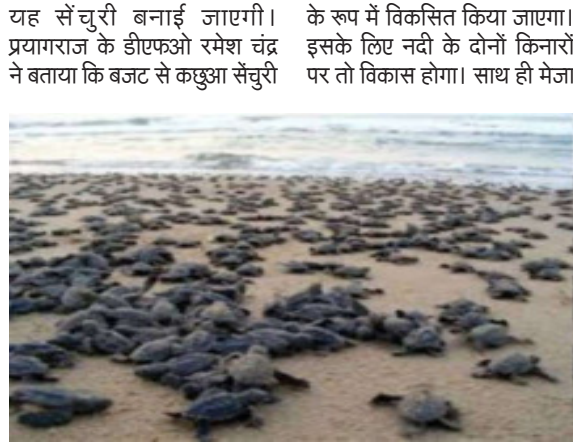 यह सेंचुरी बनाई जाएगी।
प्रयागराज के डीएफओ रमेश चंद्र
ने बताया कि बजट से कछुआ सेंचुरी
के रूप में विकसित किया जाएगा।
इसके लिए नदी के दोनों किनारों
पर तो विकास होगा। साथ ही मेजा